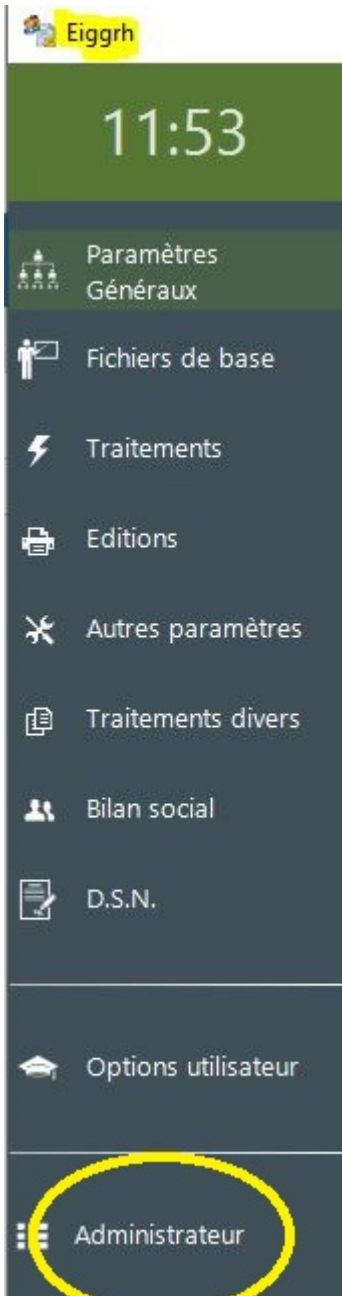 Eiggrh
11:53
Paramètres
Généraux
Fichiers de base
Traitements
Editions
Autres paramètres
Traitements divers
Bilan social
D.S.N.
Options utilisateur
Administrateur